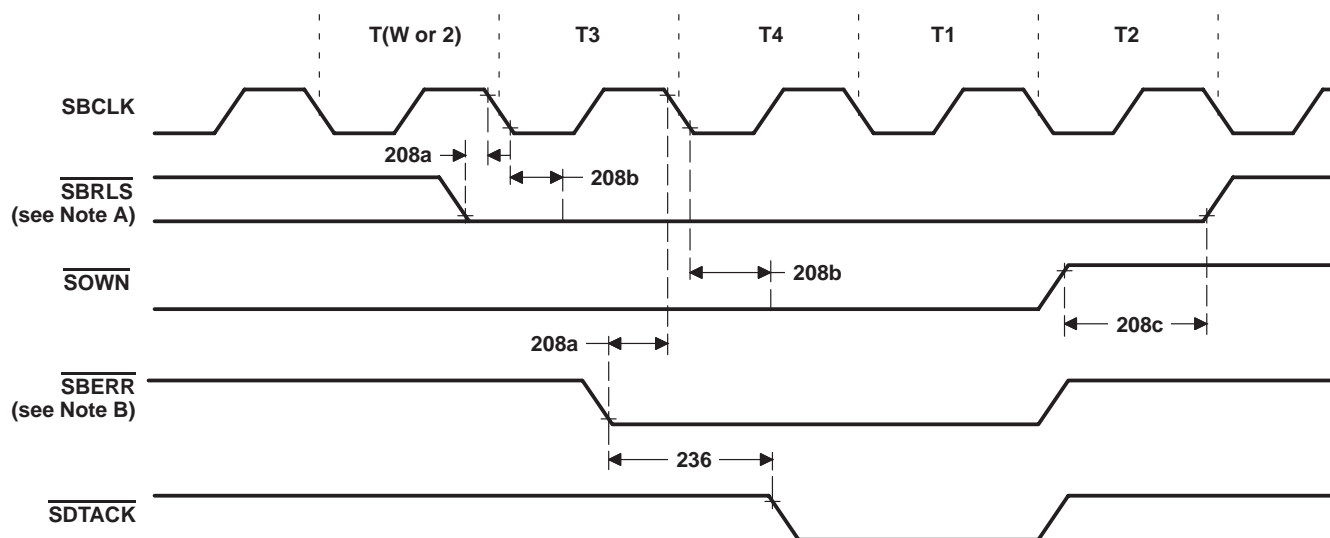 T(W or 2) T3 T4 T1 T2
SBCLK
208a
208b
SBRLS
(see Note A)
208b
SOWN
208c
208a
SBERR
(see Note B)
236
SDTACK